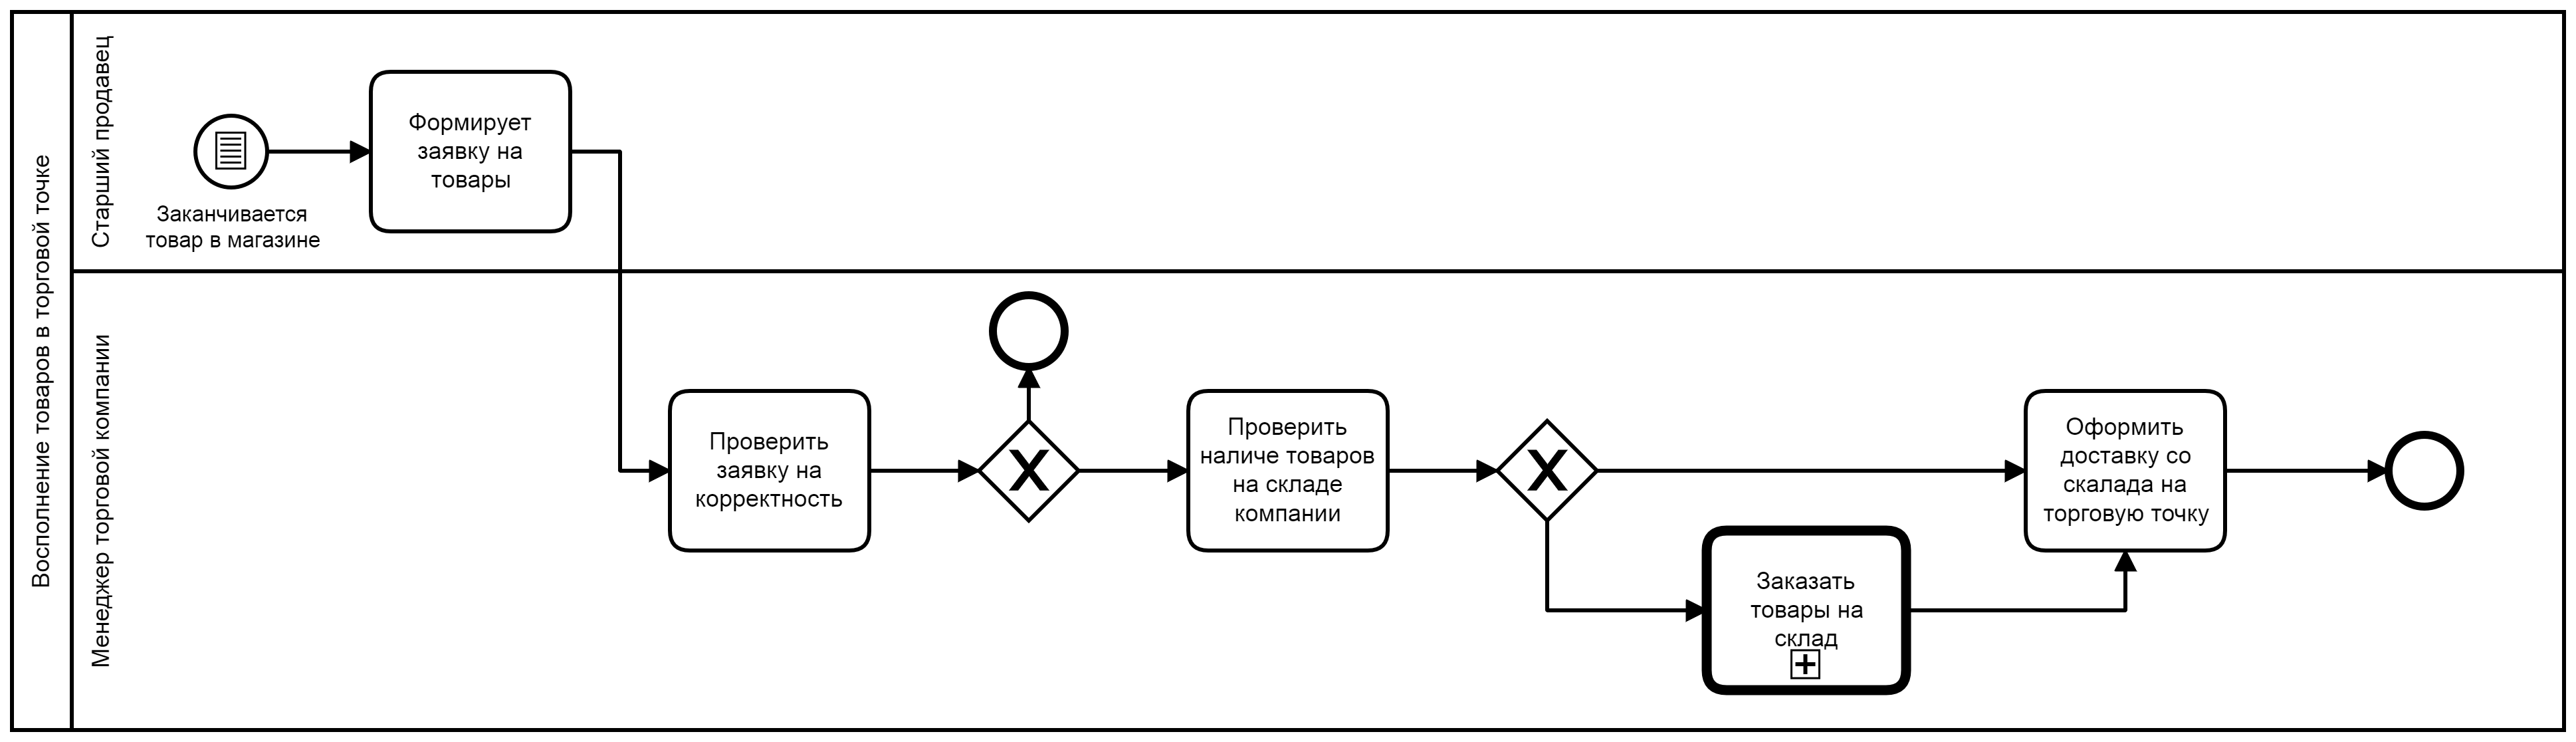 Восполнение товаров в торговой точке
Старший продавец
Заканчивается
товар в магазине
Формирует
заявку на
товары
Менеджер торговой компании
Проверить
заявку на
корректность
X
Проверить
наличе товаров
на складе
компании
X
Заказать
товары на
склад
Оформить
доставку со
скалада на
торговую точку